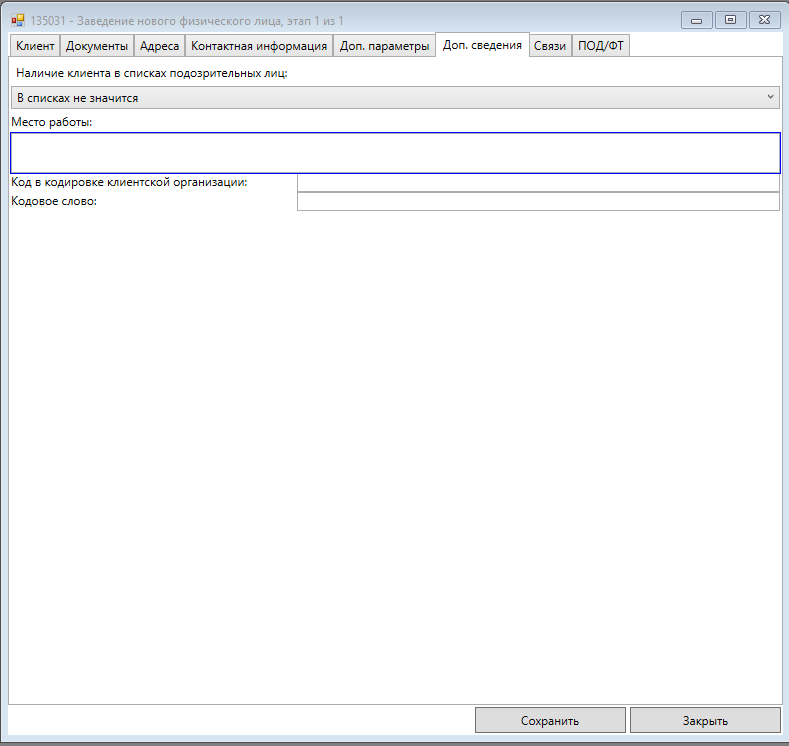 135031 - Заведение нового физического лица, этап 1 из 1
Клиент Документы Адреса Контактная информация Доп. параметры Доп. сведения Связи ПОД/ФТ
Наличие клиента в списках подозрительных лиц:
В списках не значится
Место работы:
Код в кодировке клиентской организации:
Кодовое слово:
Сохранить Закрыть